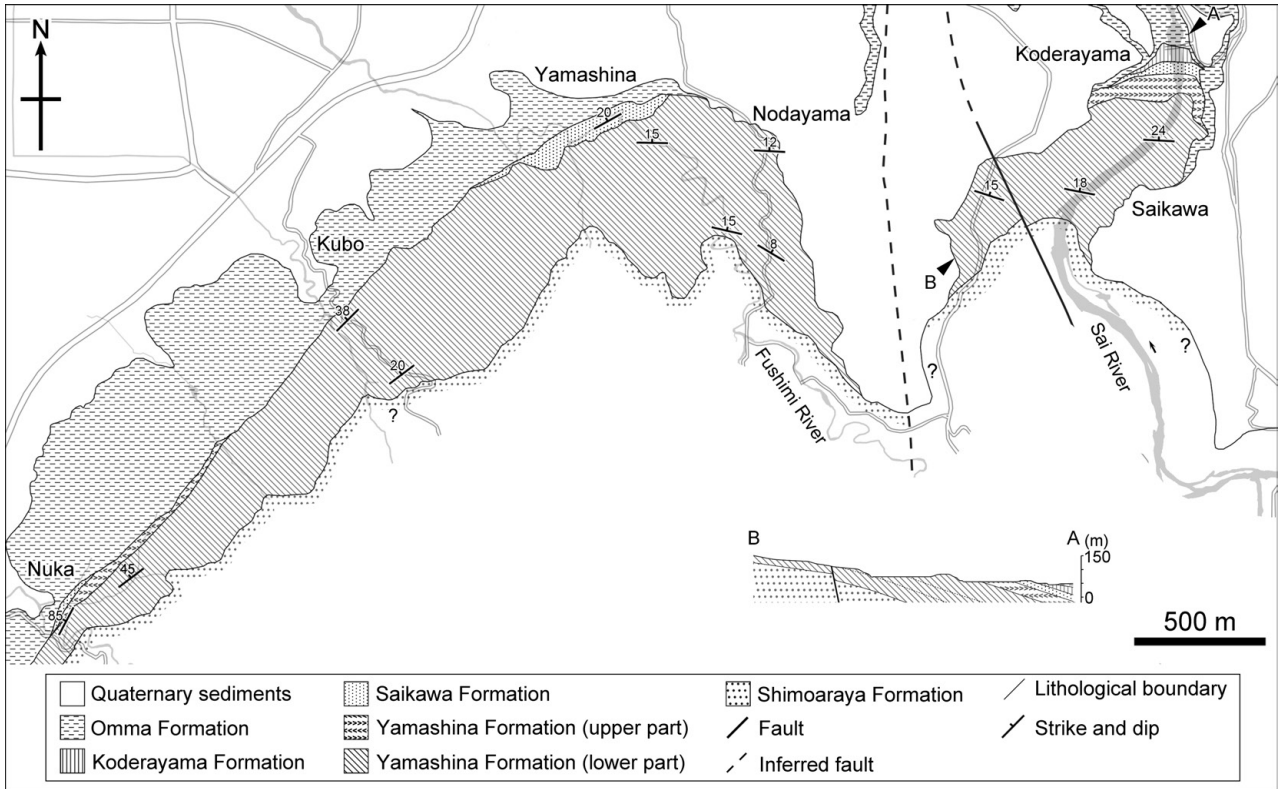 N
A
Koderayama
Yamashina
20
15
Nodayama
12
24
15
18
Saikawa
Kubo
15
8
B
38
20
?
Fushimi River
?
Sai River
?
Nuka
45
85
B
A (m)
150
0
500 m
Quaternary sediments
Omma Formation
Koderayama Formation
Saikawa Formation
Yamashina Formation (upper part)
Yamashina Formation (lower part)
Shimoaraya Formation
Fault
Inferred fault
Lithological boundary
Strike and dip